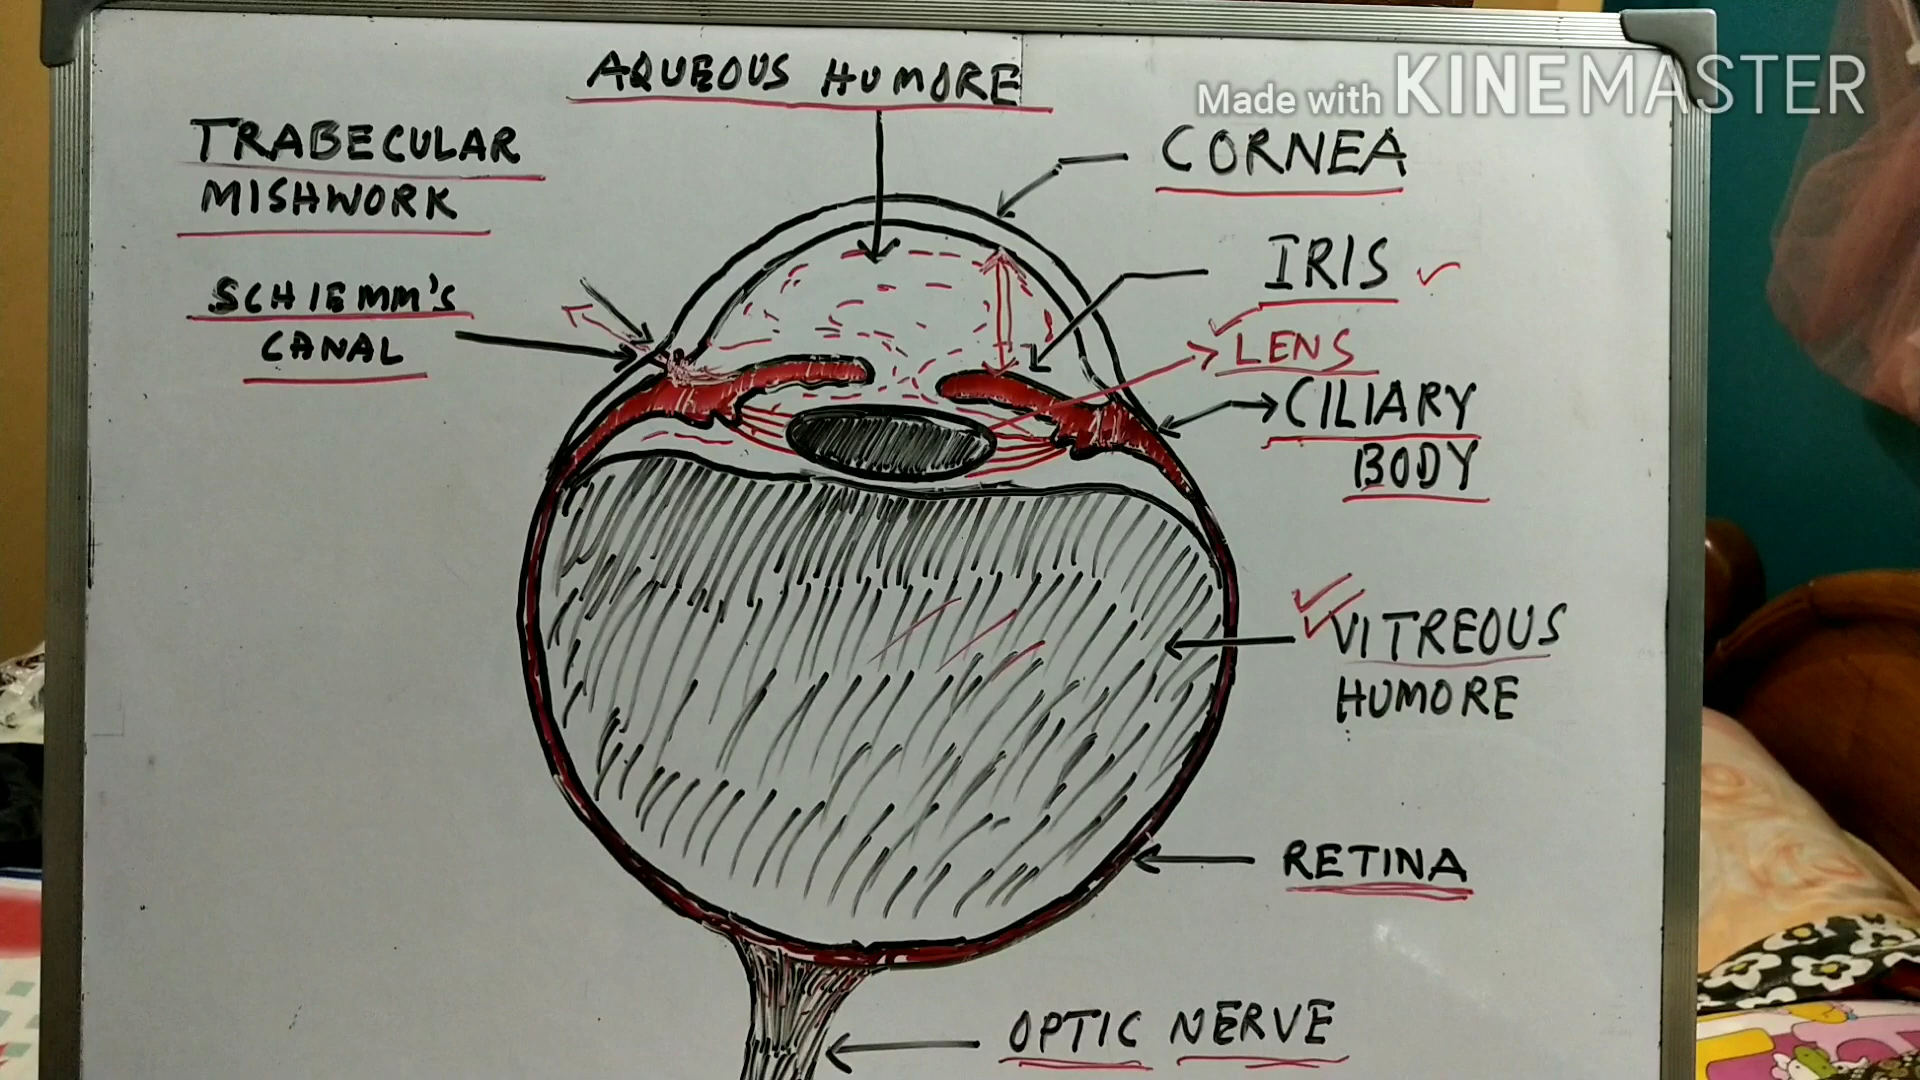 AQUEOUS HUMORE
Made with KINEMASTER
TRABECULAR
MISHWORK
CORNEA
IRIS
SCHIEMM'S
CANAL
LENS
CILIARY
BODY
VITREOUS
HUMORE
RETINA
OPTIC NERVE